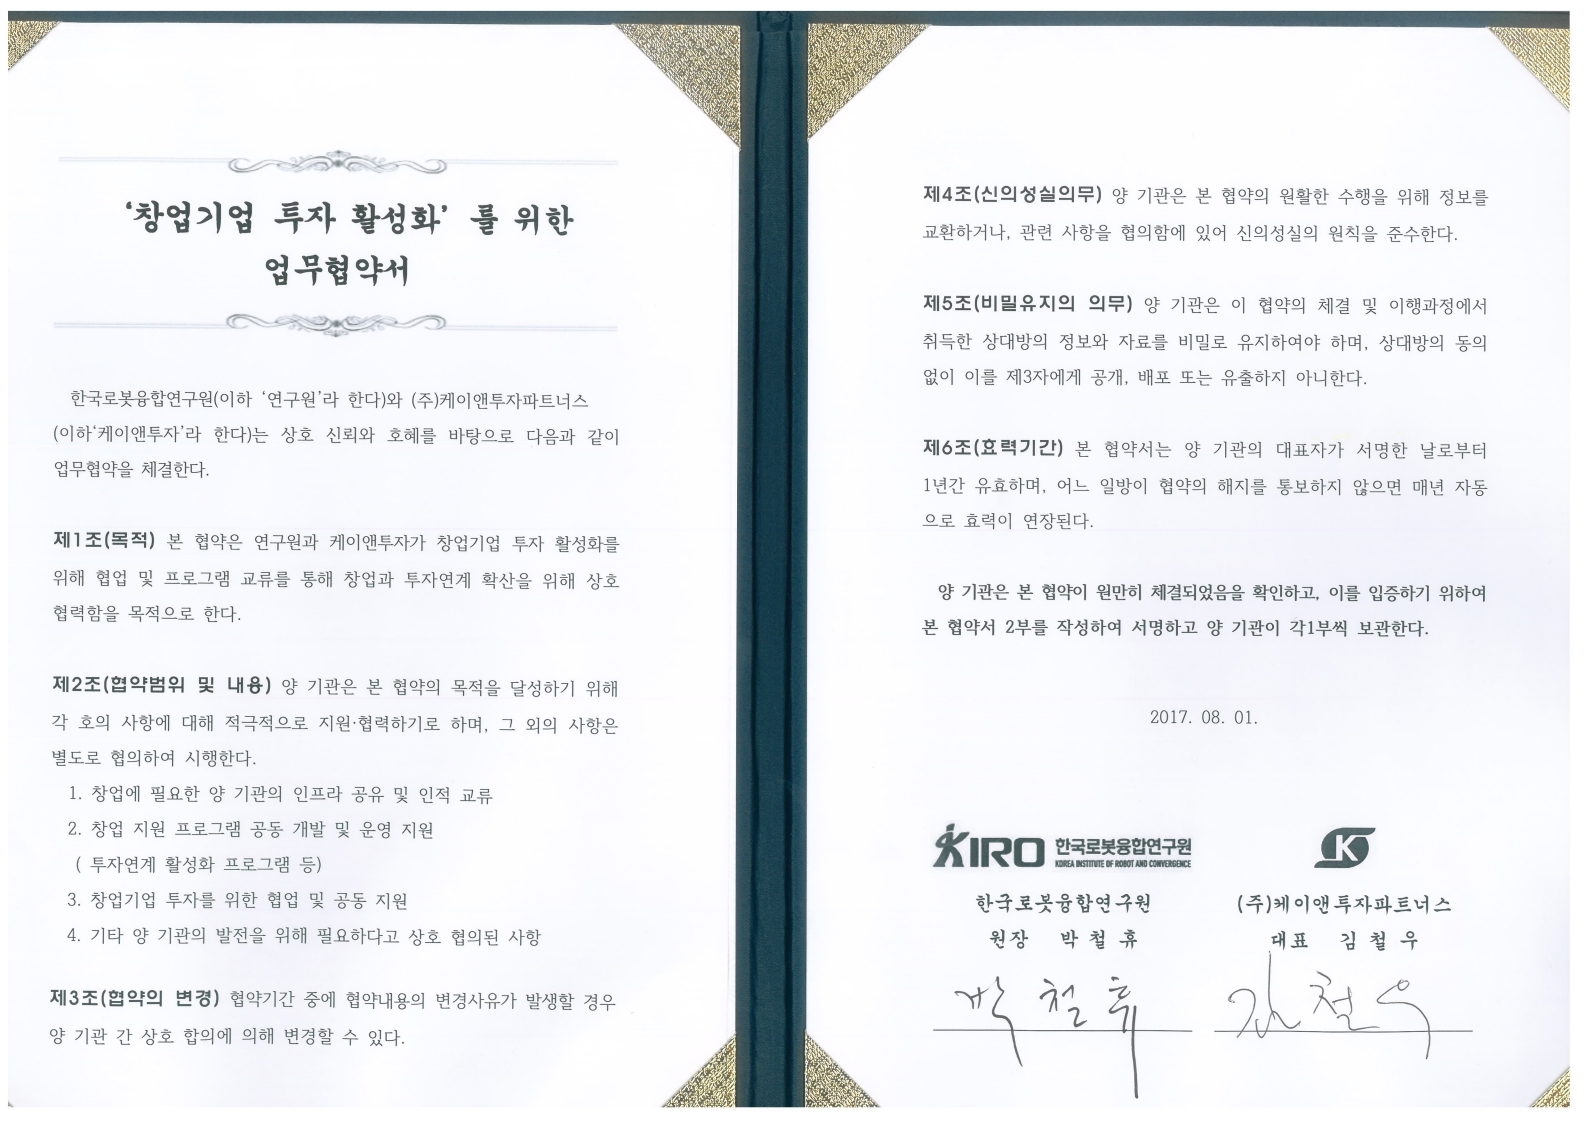 ‘창업기업 투자 활성화’ 를 위한
업무협약서
한국로봇융합연구원(이하 ‘연구원’라 한다)와 (주)케이앤투자파트너스
(이하‘케이앤투자’라 한다)는 상호 신뢰와 호혜를 바탕으로 다음과 같이
업무협약을 체결한다.
제1조(목적) 본 협약은 연구원과 케이앤투자가 창업기업 투자 활성화를
위해 협업 및 프로그램 교류를 통해 창업과 투자연계 확산을 위해 상호
협력함을 목적으로 한다.
제2조(협약범위 및 내용) 양 기관은 본 협약의 목적을 달성하기 위해
각 호의 사항에 대해 적극적으로 지원·협력하기로 하며, 그 외의 사항은
별도로 협의하여 시행한다.
1. 창업에 필요한 양 기관의 인프라 공유 및 인적 교류
2. 창업 지원 프로그램 공동 개발 및 운영 지원
( 투자연계 활성화 프로그램 등)
3. 창업기업 투자를 위한 협업 및 공동 지원
4. 기타 양 기관의 발전을 위해 필요하다고 상호 협의된 사항
제3조(협약의 변경) 협약기간 중에 협약내용의 변경사유가 발생할 경우
양 기관 간 상호 합의에 의해 변경할 수 있다.
제4조(신의성실의무) 양 기관은 본 협약의 원활한 수행을 위해 정보를
교환하거나, 관련 사항을 협의함에 있어 신의성실의 원칙을 준수한다.
제5조(비밀유지의 의무) 양 기관은 이 협약의 체결 및 이행과정에서
취득한 상대방의 정보와 자료를 비밀로 유지하여야 하며, 상대방의 동의
없이 이를 제3자에게 공개, 배포 또는 유출하지 아니한다.
제6조(효력기간) 본 협약서는 양 기관의 대표자가 서명한 날로부터
1년간 유효하며, 어느 일방이 협약의 해지를 통보하지 않으면 매년 자동
으로 효력이 연장된다.
양 기관은 본 협약이 원만히 체결되었음을 확인하고, 이를 입증하기 위하여
본 협약서 2부를 작성하여 서명하고 양 기관이 각1부씩 보관한다.
2017. 08. 01.
KIRO 한국로봇융합연구원
KOREA INSTITUTE OF ROBOT AND CONVERGENCE
한국로봇융합연구원
원장 박 철 휴
박 철 휴
K
(주)케이앤투자파트너스
대표 김 철 우
김 철 우